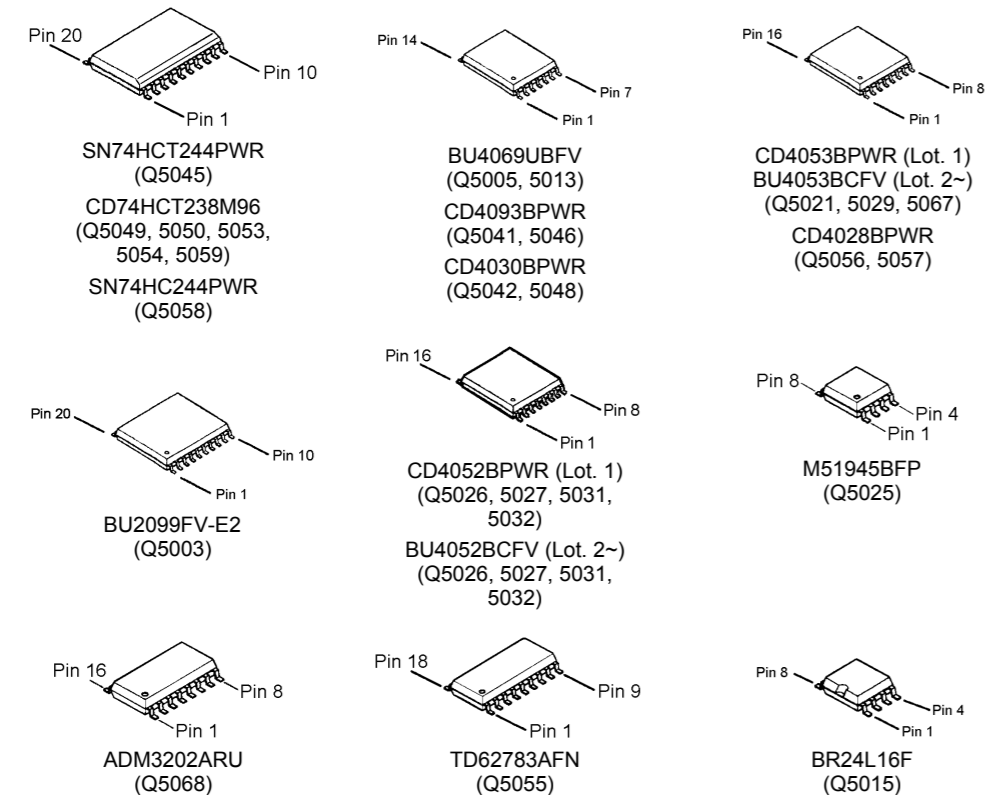 Pin 20
Pin 10
Pin 1
SN74HCT244PWR
(Q5045)
CD74HCT238M96
(Q5049, 5050, 5053,
5054, 5059)
SN74HC244PWR
(Q5058)
Pin 14
Pin 7
Pin 1
BU4069UBFV
(Q5005, 5013)
CD4093BPWR
(Q5041, 5046)
CD4030BPWR
(Q5042, 5048)
Pin 16
Pin 8
Pin 1
CD4053BPWR (Lot. 1)
BU4053BCFV (Lot. 2~)
(Q5021, 5029, 5067)
CD4028BPWR
(Q5056, 5057)
Pin 20
Pin 10
Pin 1
BU2099FV-E2
(Q5003)
Pin 16
Pin 8
Pin 1
CD4052BPWR (Lot. 1)
(Q5026, 5027, 5031,
5032)
BU4052BCFV (Lot. 2~)
(Q5026, 5027, 5031,
5032)
Pin 8
Pin 4
Pin 1
M51945BFP
(Q5025)
Pin 16
Pin 8
Pin 1
ADM3202ARU
(Q5068)
Pin 18
Pin 9
Pin 1
TD62783AFN
(Q5055)
Pin 8
Pin 4
Pin 1
BR24L16F
(Q5015)